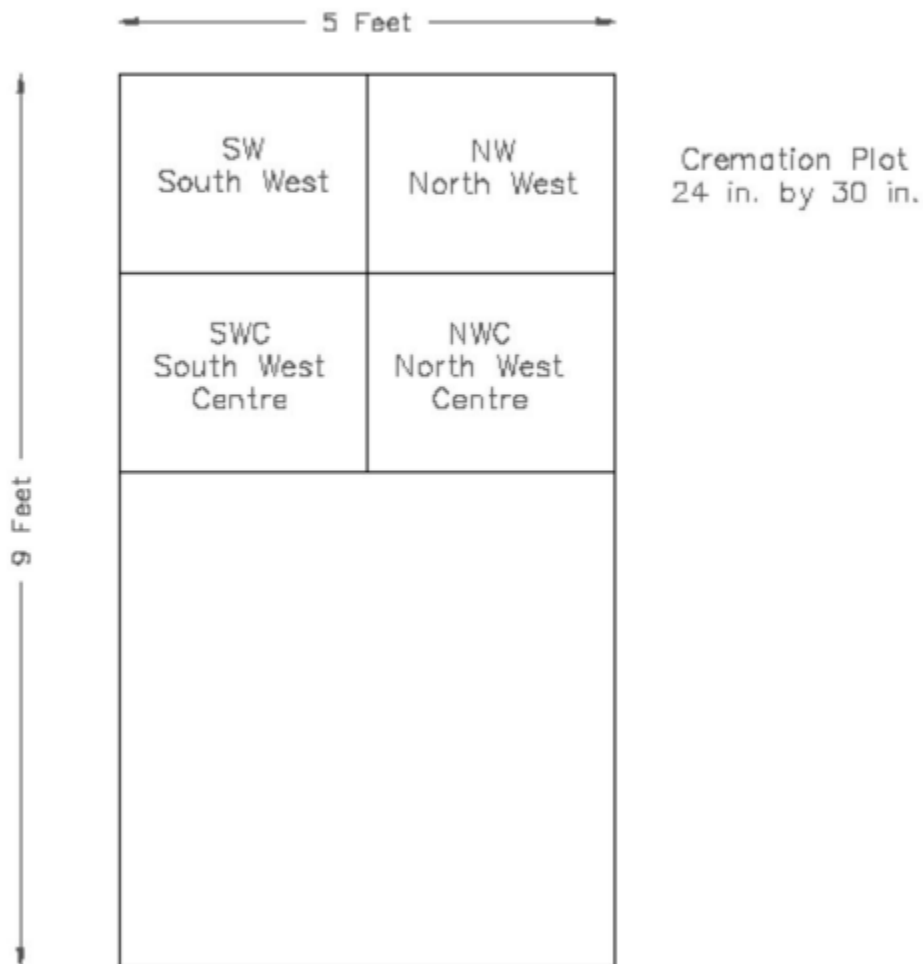 5 Feet
SW
South West
NW
North West
Cremation Plot
24 in. by 30 in.
SWC
South West
Centre
NWC
North West
Centre
9 Feet